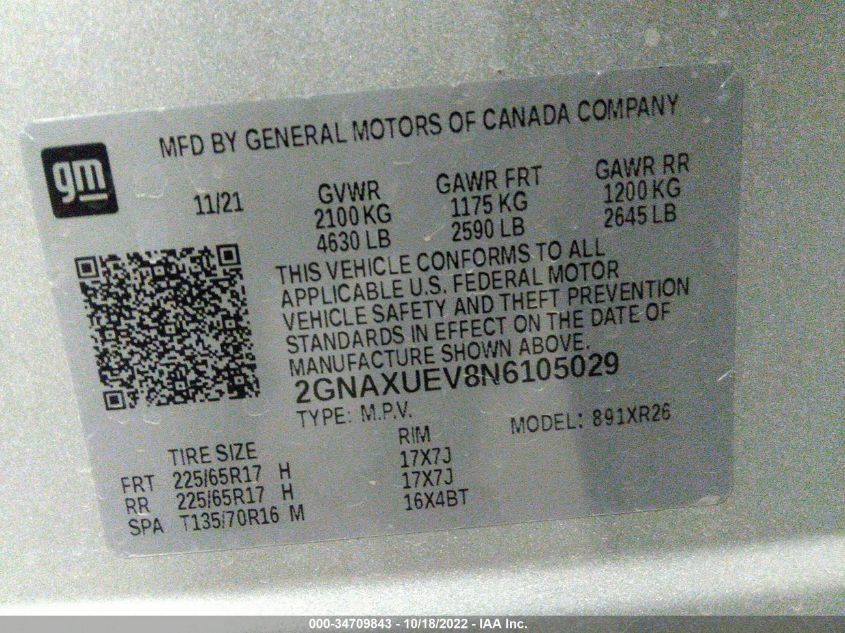 MFD BY GENERAL MOTORS OF CANADA COMPANY
gm
11/21 GVWR GAWR FRT GAWR RR
2100 KG 1175 KG 1200 KG
4630 LB 2590 LB 2645 LB
THIS VEHICLE CONFORMS TO ALL
APPLICABLE U.S. FEDERAL MOTOR
VEHICLE SAFETY AND THEFT PREVENTION
STANDARDS IN EFFECT ON THE DATE OF
MANUFACTURE SHOWN ABOVE.
2GNAXUEV8N6105029
TYPE: M.P.V. MODEL: 891XR26
TIRE SIZE RIM
FRT 225/65R17 H 17X7J
RR 225/65R17 H 17X7J
SPA T135/70R16 M 16X4BT
000-34709843 - 10/18/2022 - IAA Inc.